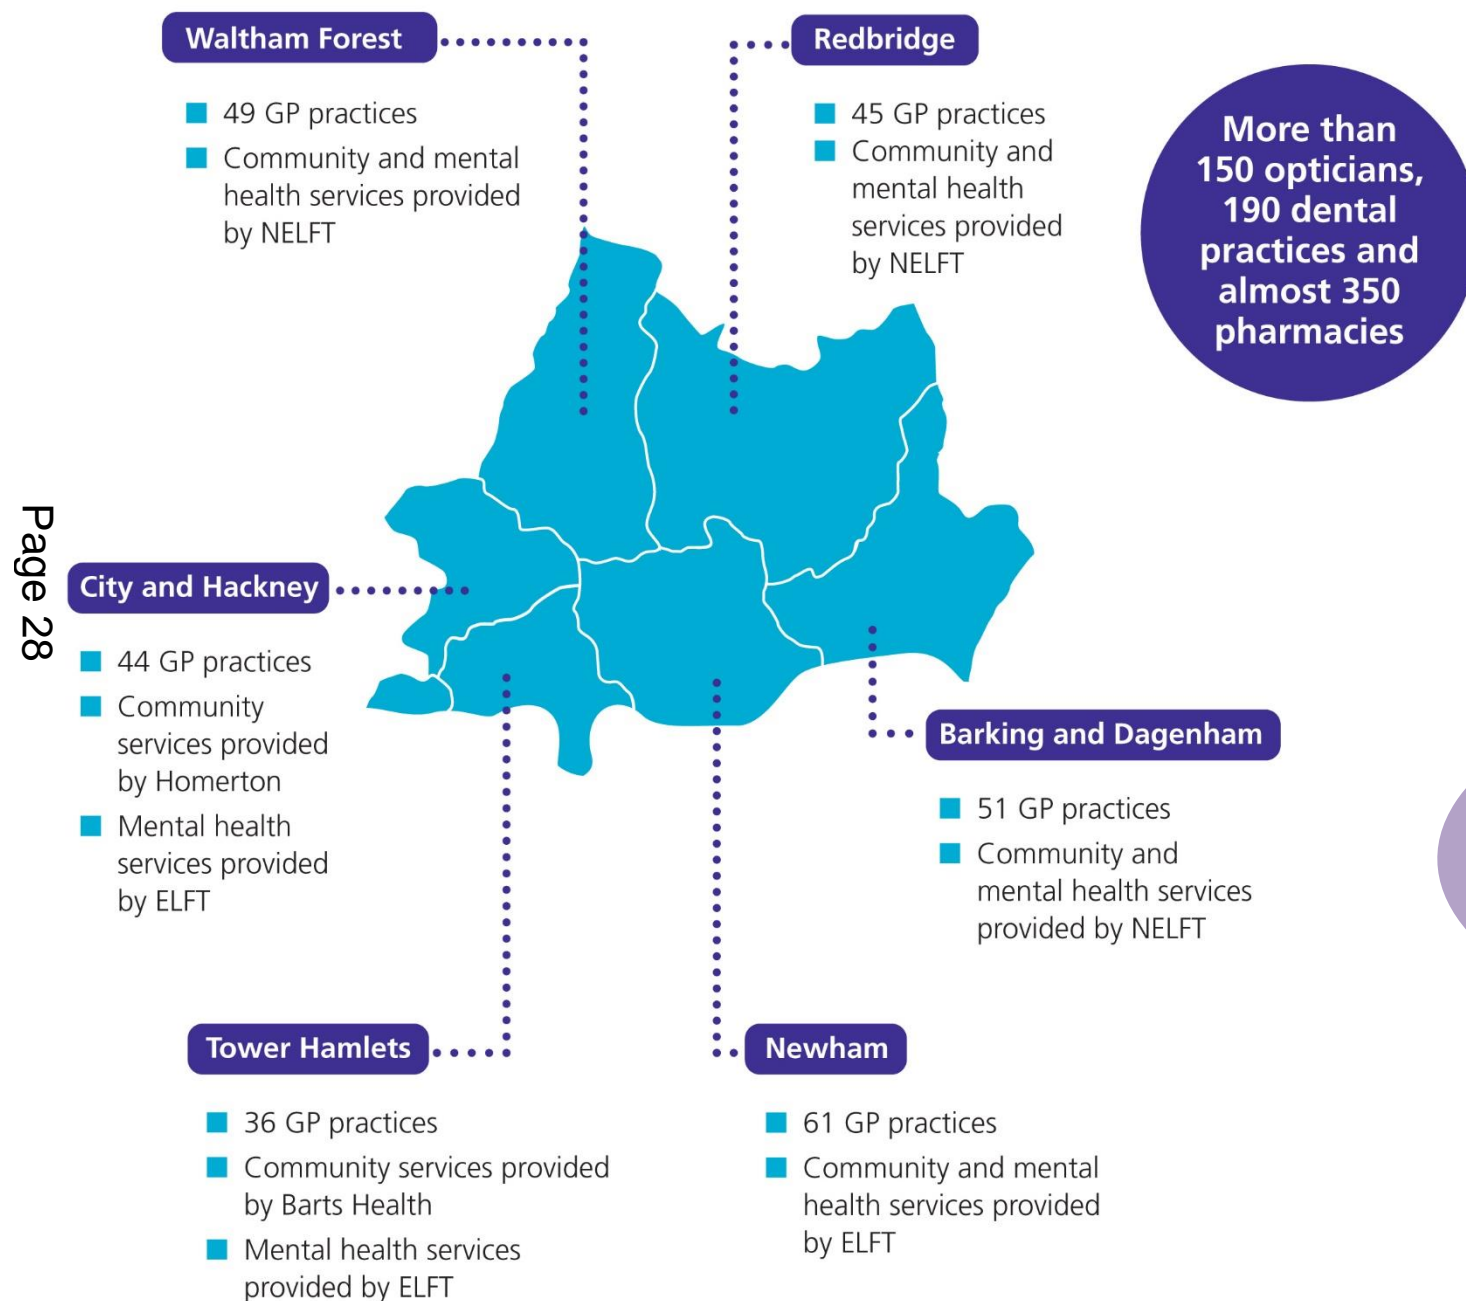 Waltham Forest
49 GP practices
Community and mental
health services provided
by NELFT
Redbridge
45 GP practices
Community and
mental health
services provided
by NELFT
More than
150 opticians,
190 dental
practices and
almost 350
pharmacies
Page 28
City and Hackney
44 GP practices
Community
services provided
by Homerton
Mental health
services provided
by ELFT
Barking and Dagenham
51 GP practices
Community and
mental health services
provided by NELFT
Tower Hamlets
36 GP practices
Community services provided
by Barts Health
Mental health services
provided by ELFT
Newham
61 GP practices
Community and mental
health services provided
by ELFT